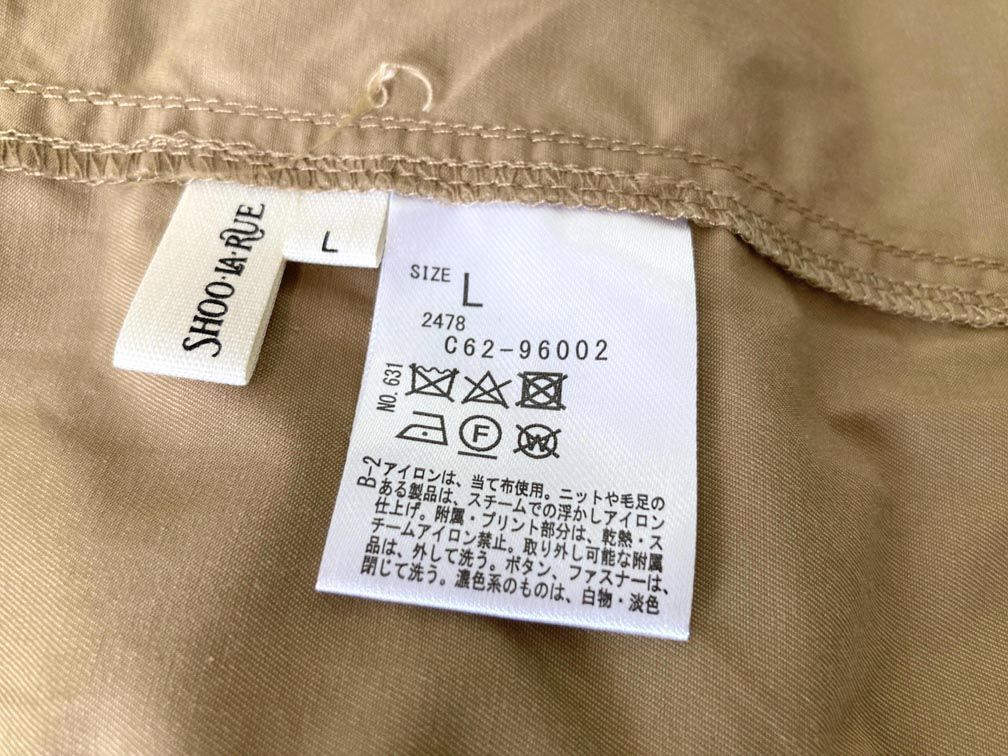 SHOO·LA·RUE
L
SIZE L
2478
C62-96002
NO. 631
F
W
B-2
アイロンは、当て布使用。ニットや毛足の
ある製品は、スチームでの浮かしアイロン
仕上げ。附属・プリント部分は、乾熱・ス
チームアイロン禁止。取り外し可能な附属
品は、外して洗う。ボタン、ファスナーは、
閉じて洗う。濃色系のものは、白物・淡色